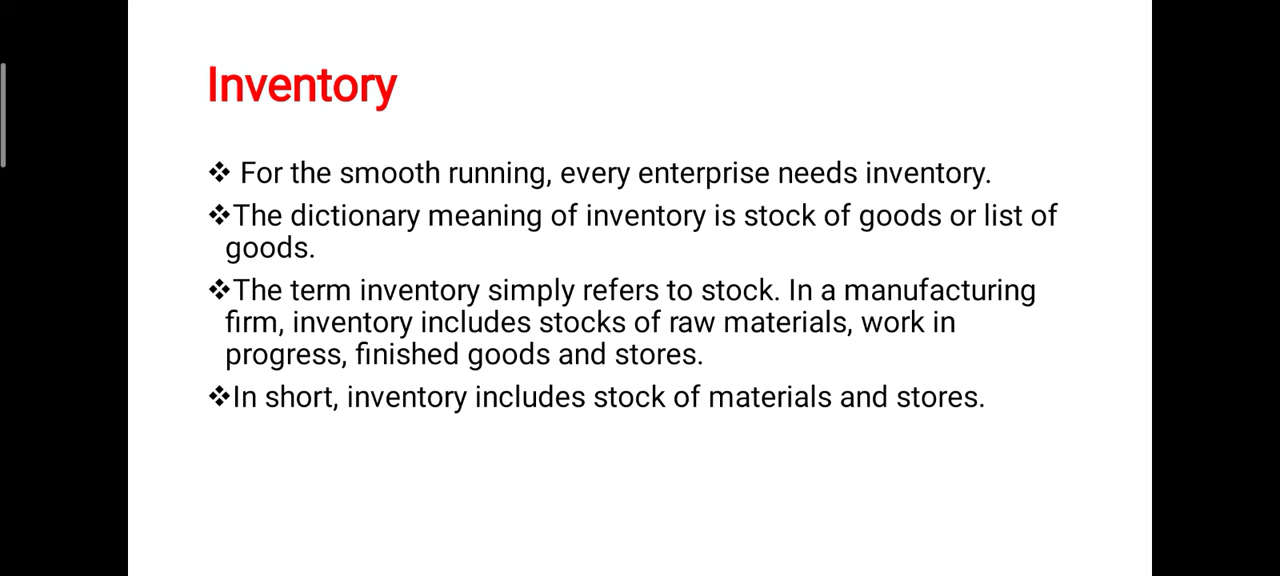 Inventory
❖ For the smooth running, every enterprise needs inventory.
❖The dictionary meaning of inventory is stock of goods or list of
goods.
❖The term inventory simply refers to stock. In a manufacturing
firm, inventory includes stocks of raw materials, work in
progress, finished goods and stores.
❖In short, inventory includes stock of materials and stores.